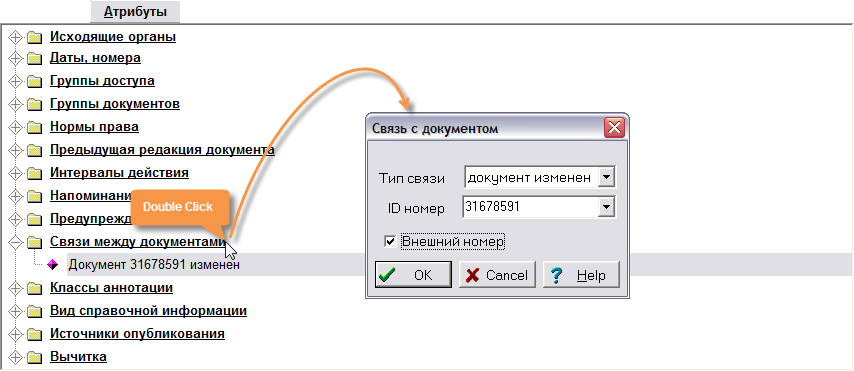 Атрибуты
Исходящие органы
Даты, номера
Группы доступа
Группы документов
Нормы права
Предыдущая редакция документа
Интервалы действия
Напоминани
Предупрежд
Связи между документами
Документ 31678591 изменен
Классы аннотации
Вид справочной информации
Источники опубликования
Вычитка
Double Click
Связь с документом
Тип связи документ изменен
ID номер 31678591
Внешний номер
OK Cancel Help